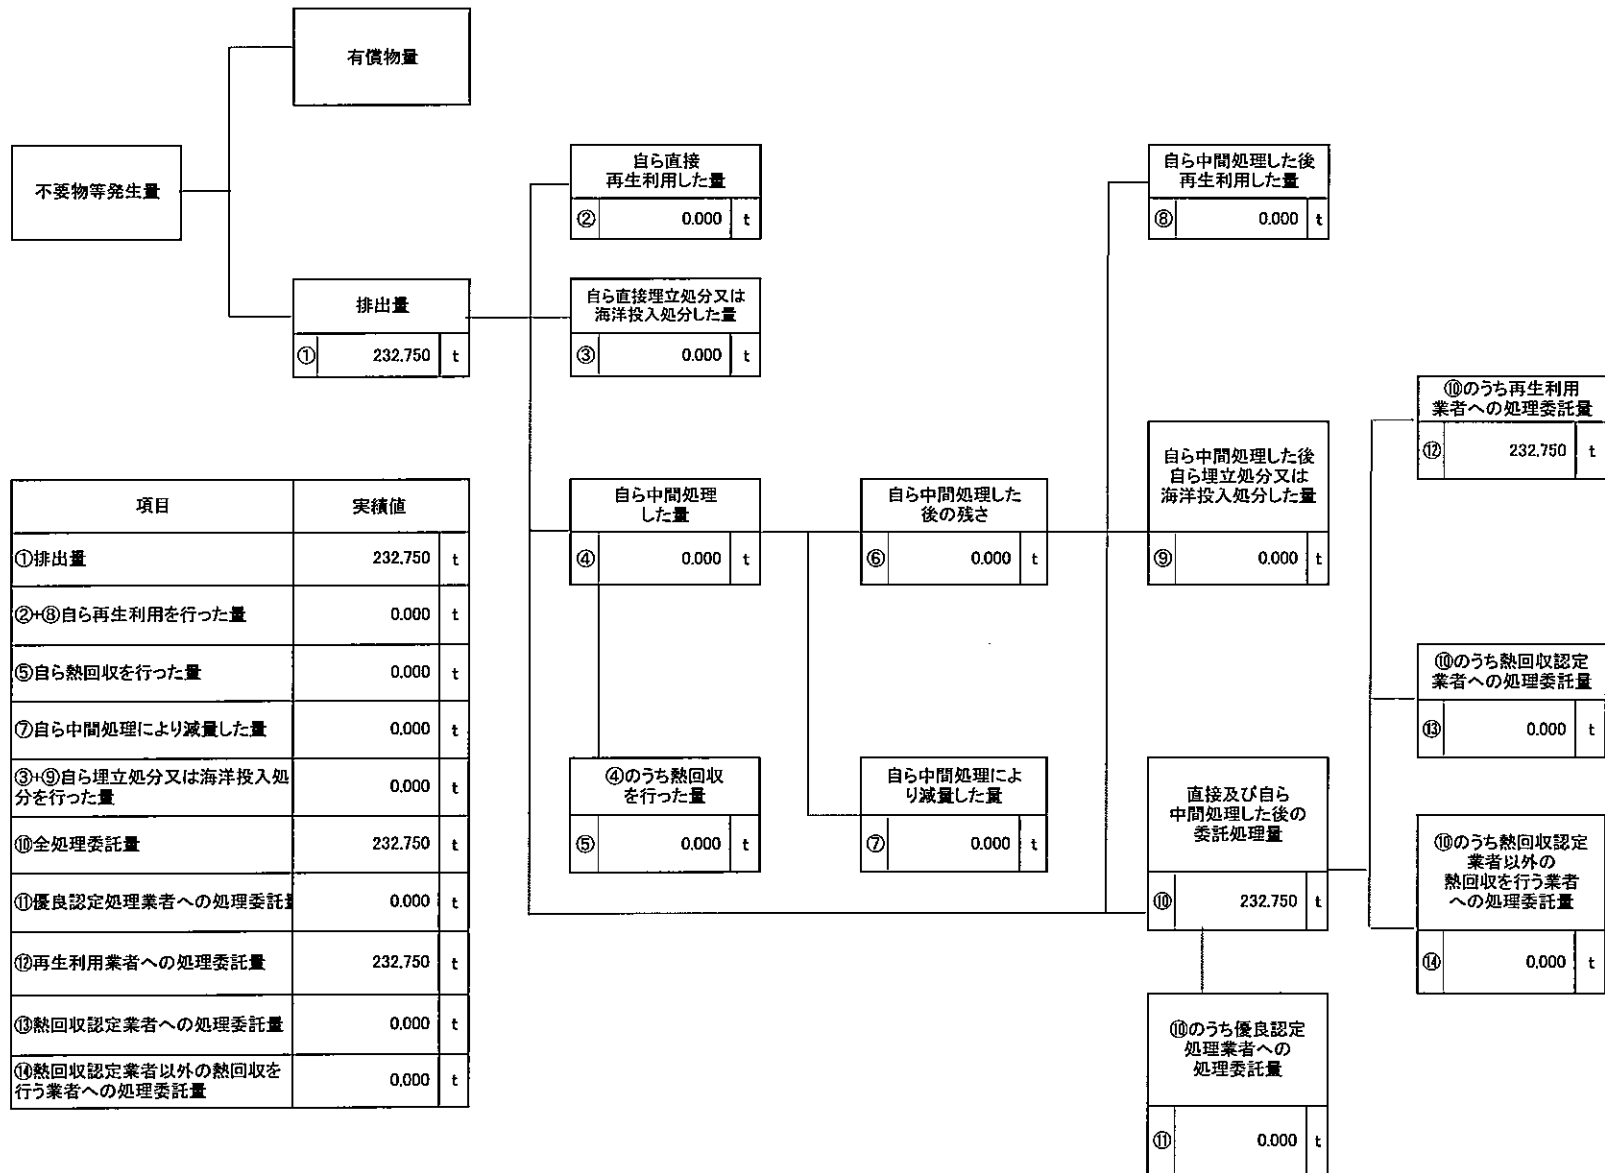 有償物量
不要物等発生量
排出量
① 232.750 t
自ら直接
再生利用した量
② 0.000 t
自ら直接埋立処分又は
海洋投入処分した量
③ 0.000 t
自ら中間処理
した量
④ 0.000 t
④のうち熱回収
を行った量
⑤ 0.000 t
自ら中間処理した
後の残さ
⑥ 0.000 t
自ら中間処理によ
り減量した量
⑦ 0.000 t
自ら中間処理した後
再生利用した量
⑧ 0.000 t
自ら中間処理した後
自ら埋立処分又は
海洋投入処分した量
⑨ 0.000 t
直接及び自ら
中間処理した後の
委託処理量
⑩ 232.750 t
⑩のうち優良認定
処理業者への
処理委託量
⑪ 0.000 t
⑩のうち再生利用
業者への処理委託量
⑫ 232.750 t
⑩のうち熱回収認定
業者への処理委託量
⑬ 0.000 t
⑩のうち熱回収認定
業者以外の
熱回収を行う業者
への処理委託量
⑭ 0.000 t
項目 実績値
①排出量 232.750 t
②+⑧自ら再生利用を行った量 0.000 t
⑤自ら熱回収を行った量 0.000 t
⑦自ら中間処理により減量した量 0.000 t
③+⑨自ら埋立処分又は海洋投入処
分を行った量 0.000 t
⑩全処理委託量 232.750 t
⑪優良認定処理業者への処理委託 0.000 t
⑫再生利用業者への処理委託量 232.750 t
⑬熱回収認定業者への処理委託量 0.000 t
⑭熱回収認定業者以外の熱回収を
行う業者への処理委託量 0.000 t